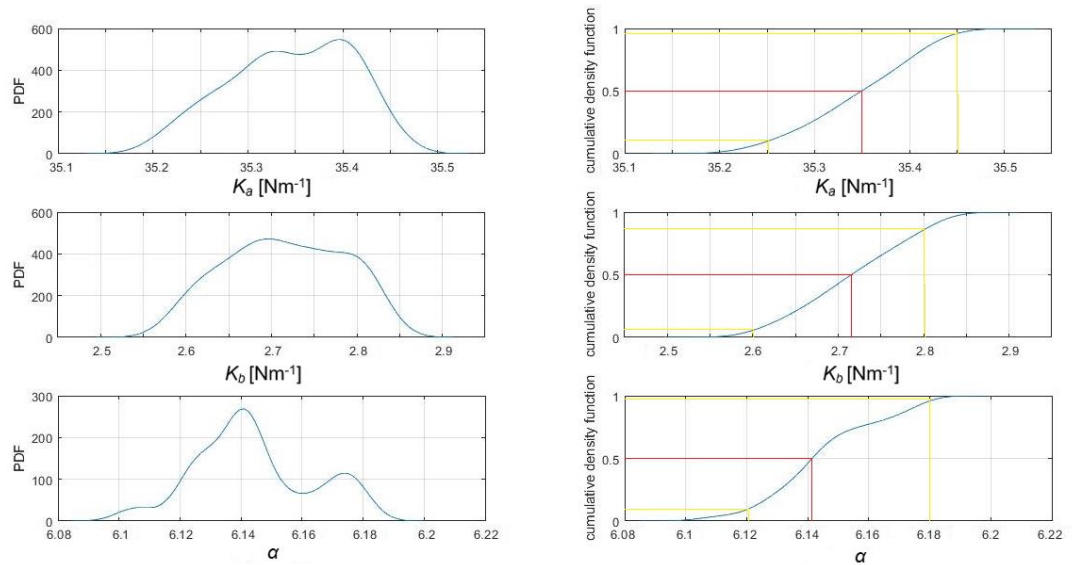 600
400
200
0
PDF
35.1 35.2 35.3 35.4 35.5
Kₐ [Nm⁻¹]
1
0.5
0
cumulative density function
35.1 35.2 35.3 35.4 35.5
Kₐ [Nm⁻¹]
600
400
200
0
PDF
2.5 2.6 2.7 2.8 2.9
K_b [Nm⁻¹]
1
0.5
0
cumulative density function
2.5 2.6 2.7 2.8 2.9
K_b [Nm⁻¹]
300
200
100
0
PDF
6.08 6.1 6.12 6.14 6.16 6.18 6.2 6.22
α
1
0.5
0
cumulative density function
6.08 6.1 6.12 6.14 6.16 6.18 6.2 6.22
α